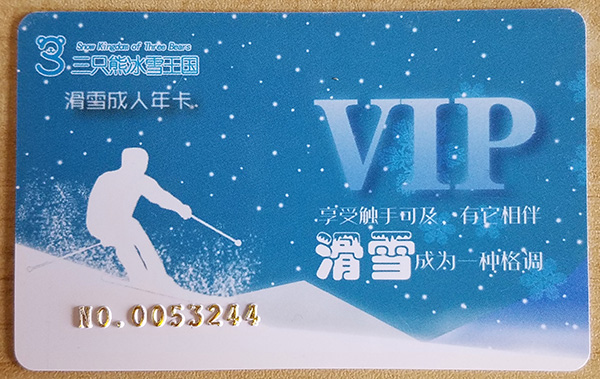 Snow Kingdom of Three Bears
三只熊冰雪王国
滑雪成人年卡
VIP
享受触手可及,有它相伴
滑雪成为一种格调
NO.0053244